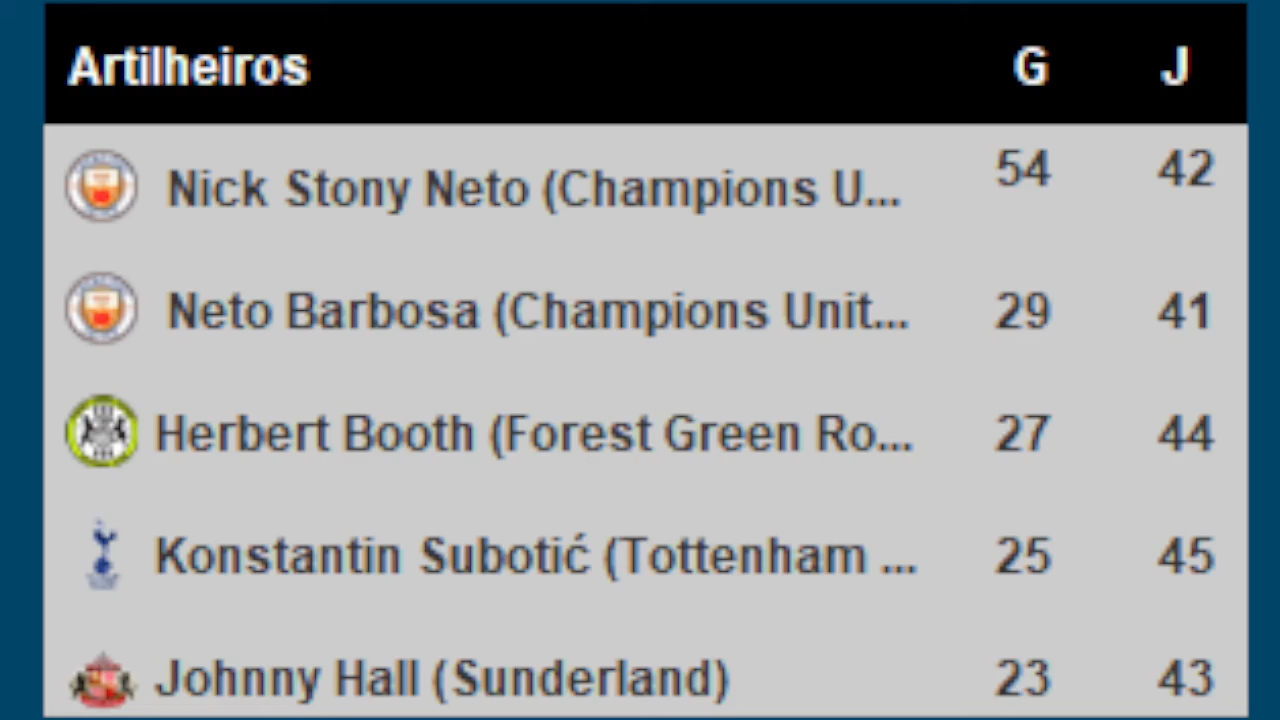 Artilheiros G J
Nick Stony Neto (Champions U... 54 42
Neto Barbosa (Champions Unit... 29 41
Herbert Booth (Forest Green Ro... 27 44
Konstantin Subotić (Tottenham ... 25 45
Johnny Hall (Sunderland) 23 43